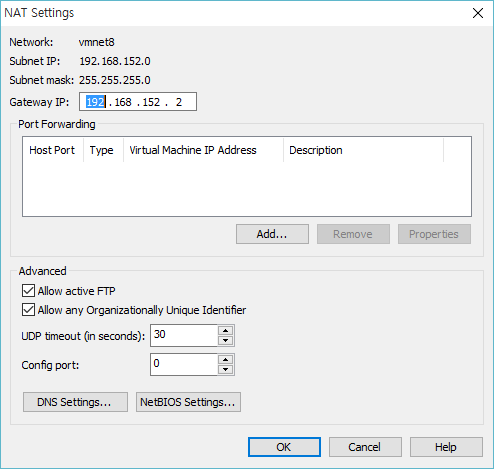 NAT Settings
Network: vmnet8
Subnet IP: 192.168.152.0
Subnet mask: 255.255.255.0
Gateway IP: 192 . 168 . 152 . 2
Port Forwarding
Host Port Type Virtual Machine IP Address Description
Add... Remove Properties
Advanced
Allow active FTP
Allow any Organizationally Unique Identifier
UDP timeout (in seconds): 30
Config port: 0
DNS Settings... NetBIOS Settings...
OK Cancel Help